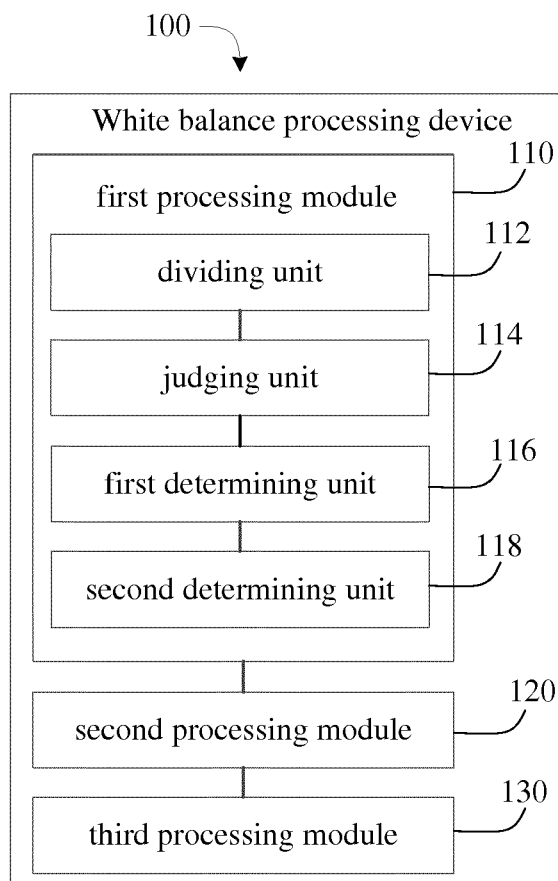 100
White balance processing device
110
first processing module
112
dividing unit
114
judging unit
116
first determining unit
118
second determining unit
120
second processing module
130
third processing module